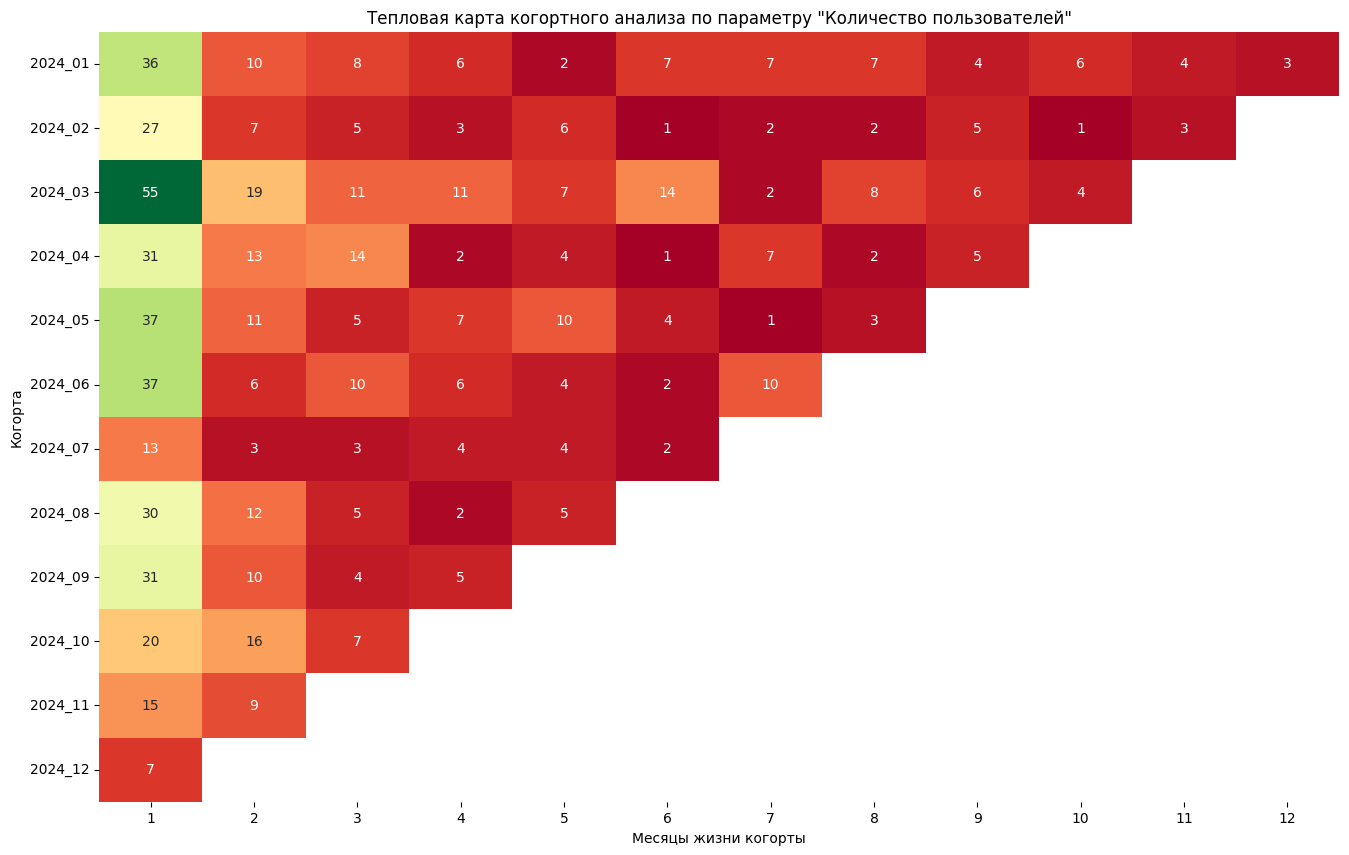 Тепловая карта когортного анализа по параметру "Количество пользователей"
2024_01 36 10 8 6 2 7 7 7 4 6 4 3
2024_02 27 7 5 3 6 1 2 2 5 1 3
2024_03 55 19 11 11 7 14 2 8 6 4
2024_04 31 13 14 2 4 1 7 2 5
2024_05 37 11 5 7 10 4 1 3
2024_06 37 6 10 6 4 2 10
2024_07 13 3 3 4 4 2
2024_08 30 12 5 2 5
2024_09 31 10 4 5
2024_10 20 16 7
2024_11 15 9
2024_12 7
Когорта
1 2 3 4 5 6 7 8 9 10 11 12
Месяцы жизни когорты